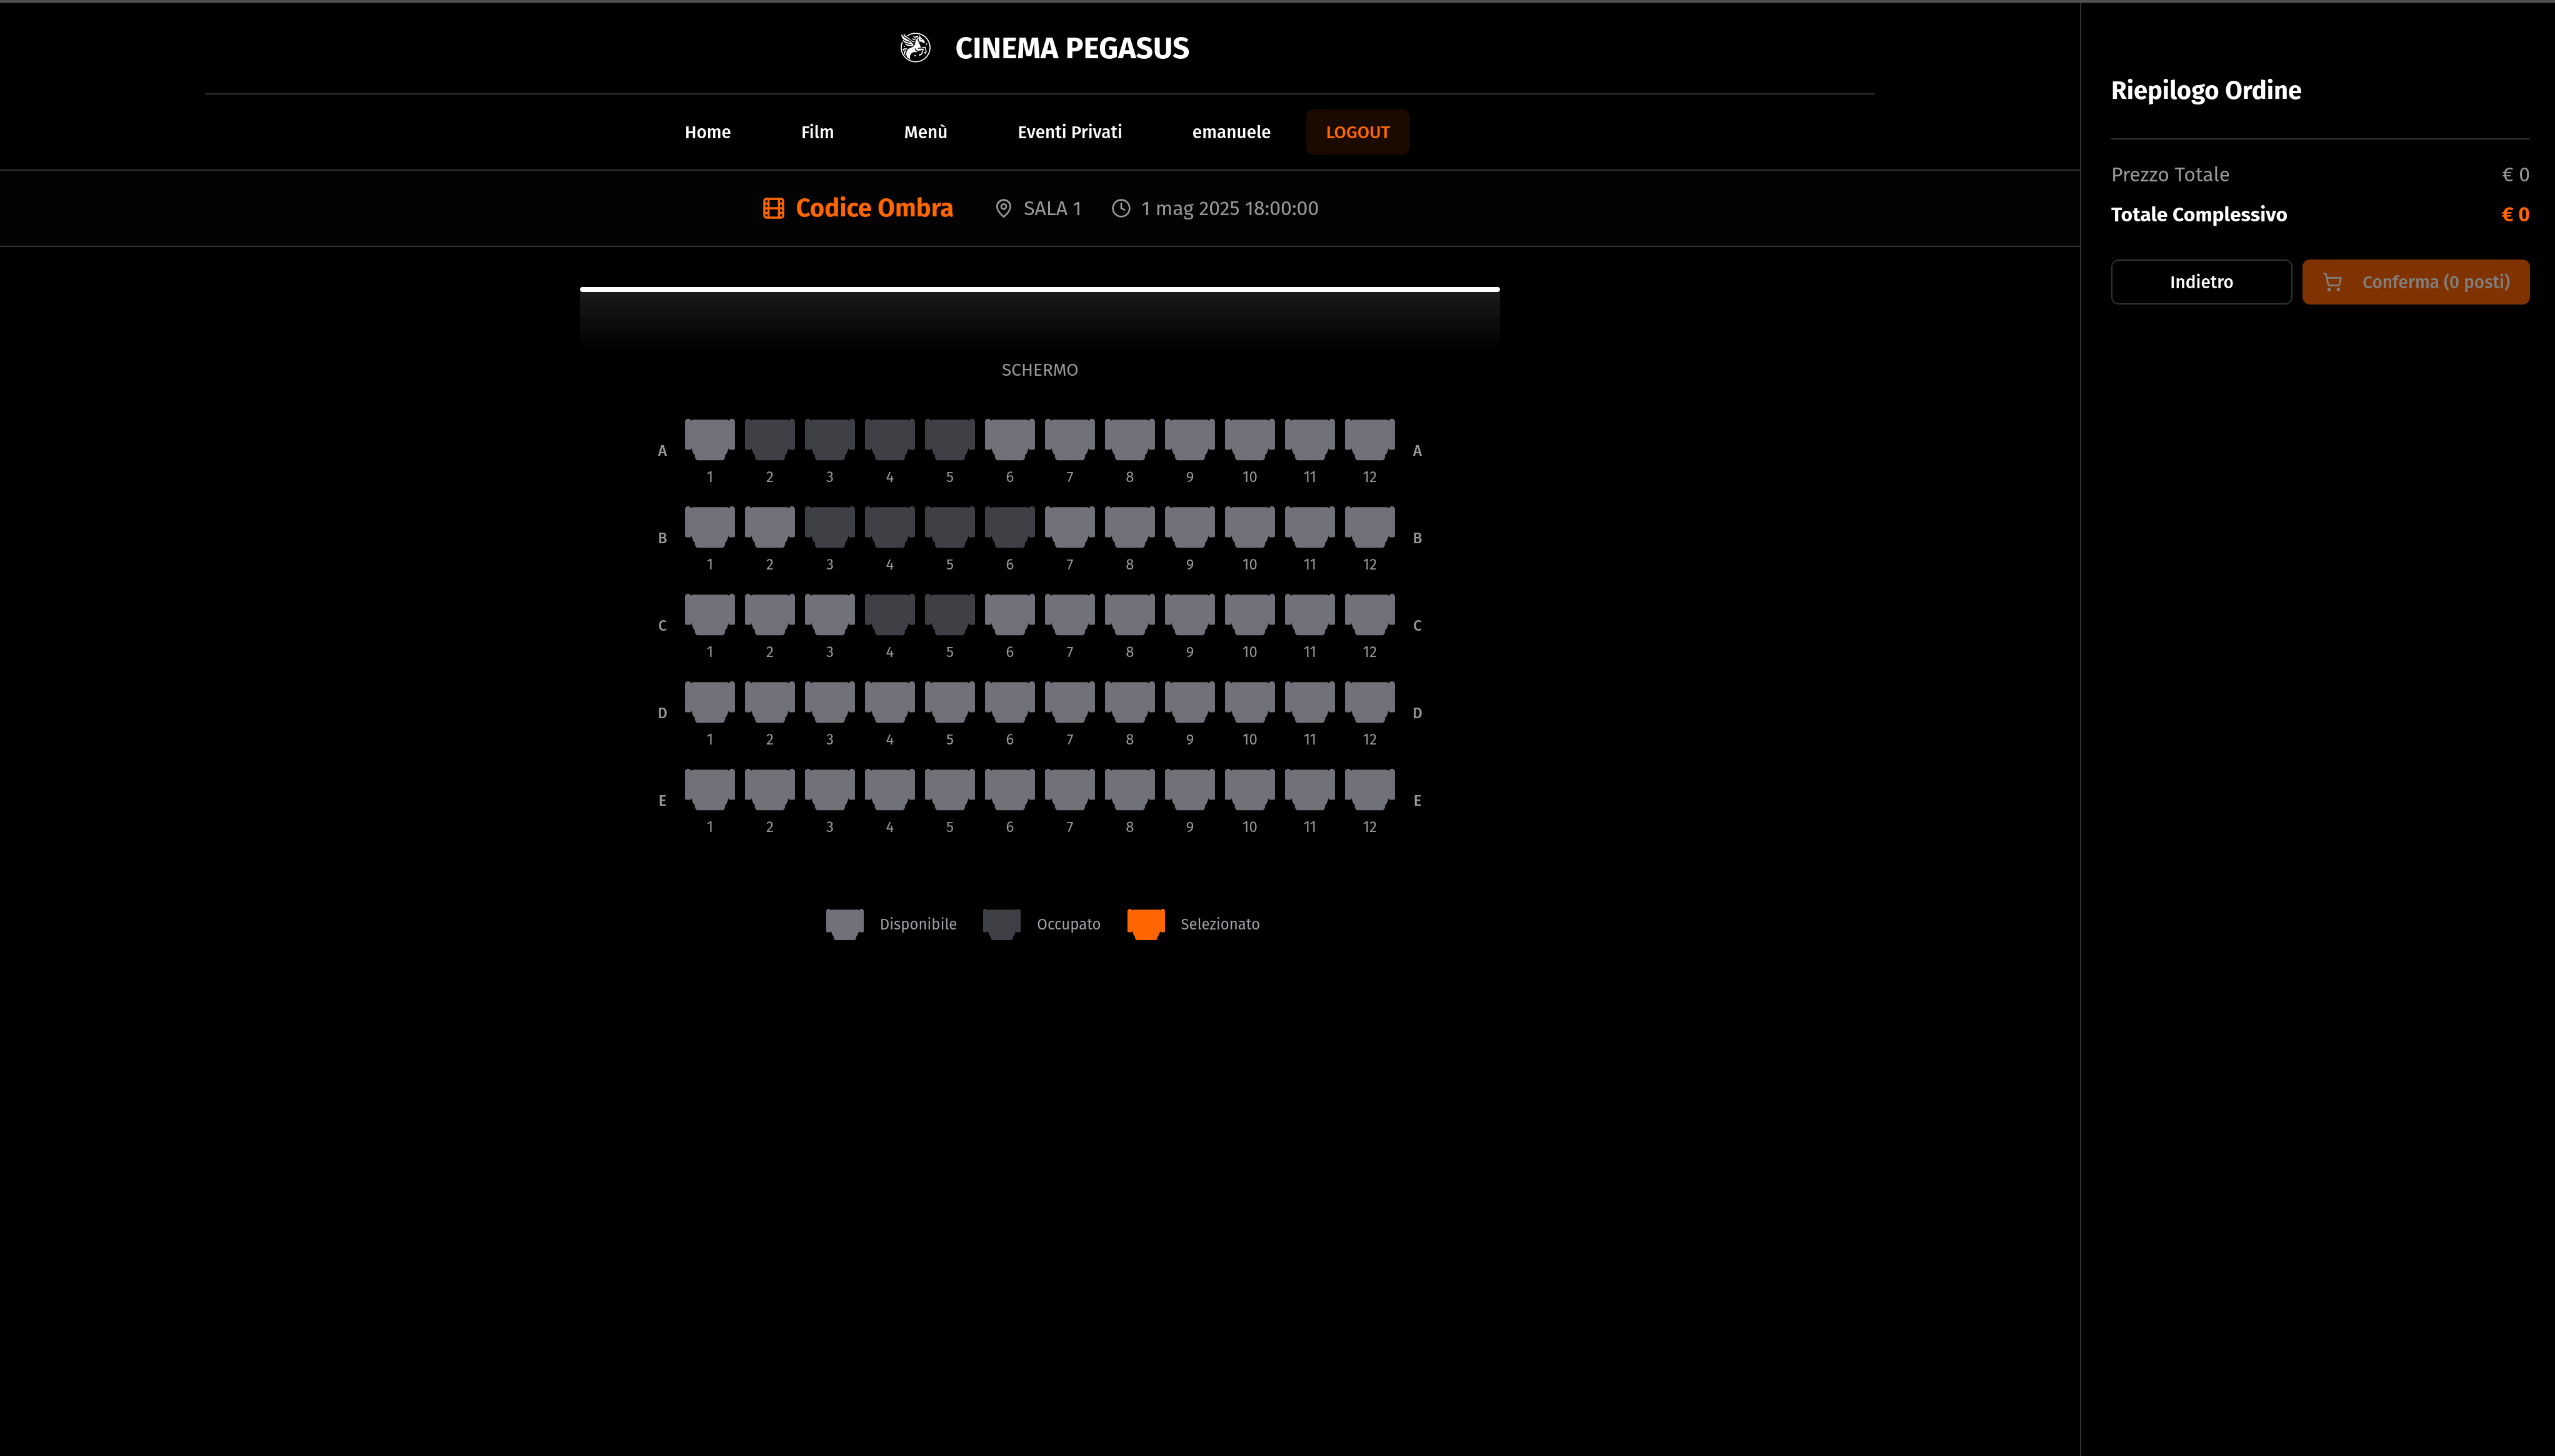 CINEMA PEGASUS
Home Film Menù Eventi Privati emanuele LOGOUT
Codice Ombra SALA 1 1 mag 2025 18:00:00
SCHERMO
A A
1 2 3 4 5 6 7 8 9 10 11 12
B B
1 2 3 4 5 6 7 8 9 10 11 12
C C
1 2 3 4 5 6 7 8 9 10 11 12
D D
1 2 3 4 5 6 7 8 9 10 11 12
E E
1 2 3 4 5 6 7 8 9 10 11 12
Disponibile Occupato Selezionato
Riepilogo Ordine
Prezzo Totale € 0
Totale Complessivo € 0
Indietro Conferma (0 posti)